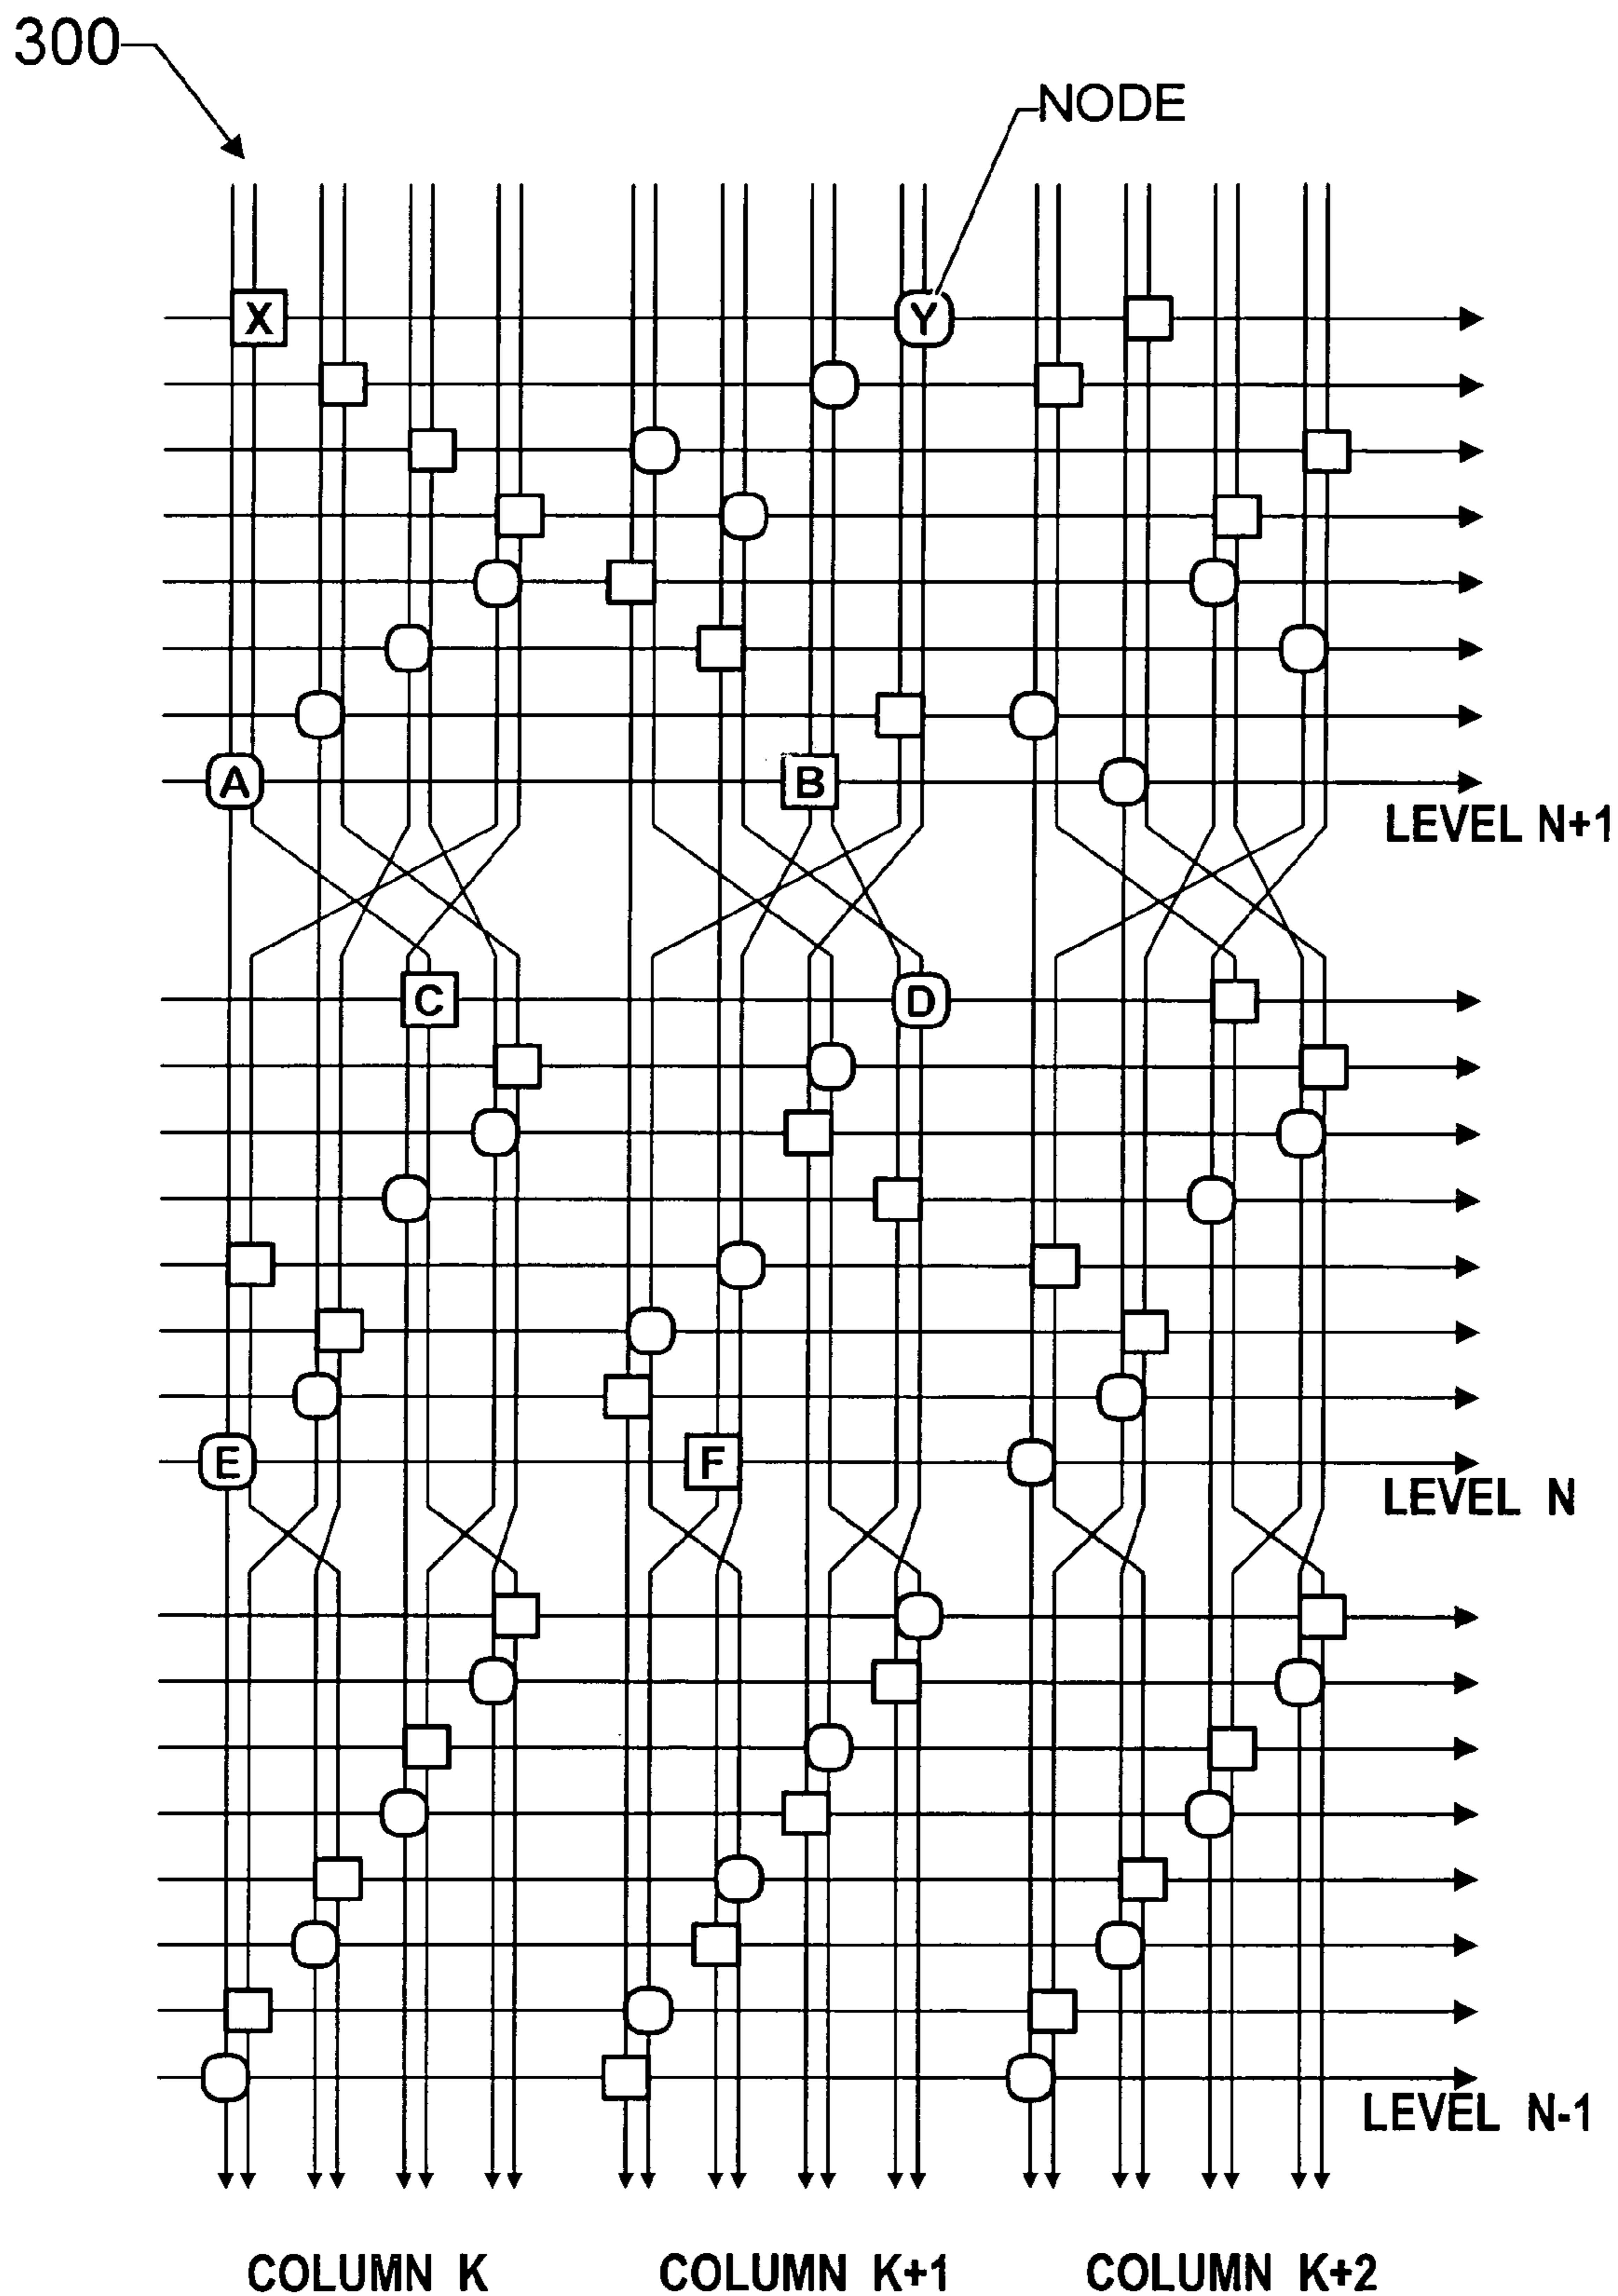 300
NODE
X
Y
A
B
LEVEL N+1
C
D
E
F
LEVEL N
LEVEL N-1
COLUMN K
COLUMN K+1
COLUMN K+2